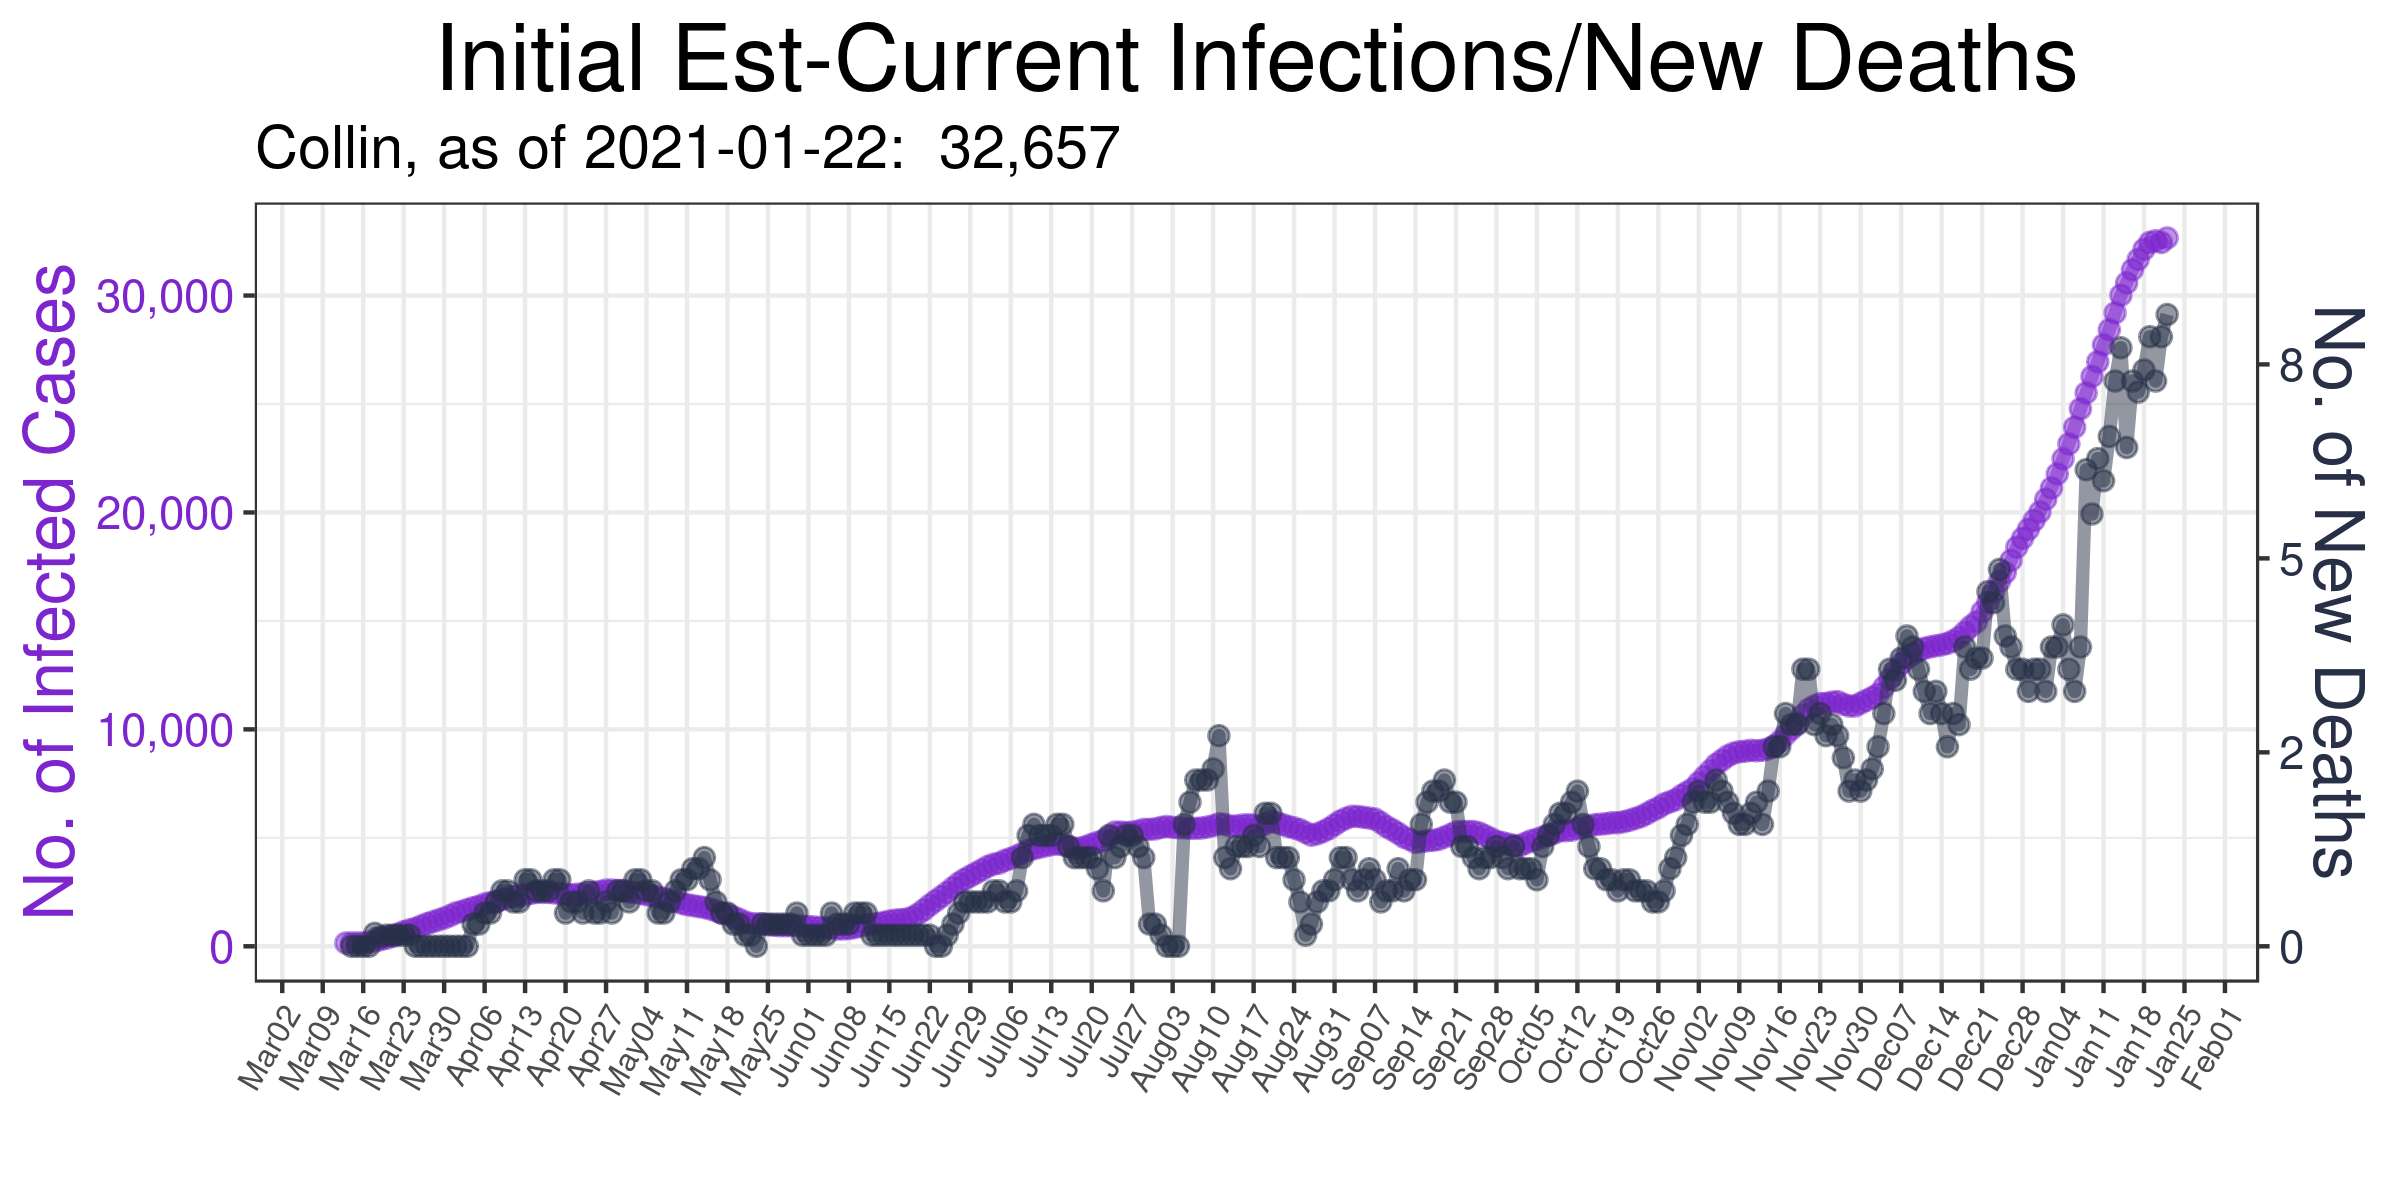 Initial Est-Current Infections/New Deaths
Collin, as of 2021-01-22:  32,657
No. of Infected Cases
30,000
20,000
10,000
0
No. of New Deaths
8
5
2
0
Mar02
Mar09
Mar16
Mar23
Mar30
Apr06
Apr13
Apr20
Apr27
May04
May11
May18
May25
Jun01
Jun08
Jun15
Jun22
Jun29
Jul06
Jul13
Jul20
Jul27
Aug03
Aug10
Aug17
Aug24
Aug31
Sep07
Sep14
Sep21
Sep28
Oct05
Oct12
Oct19
Oct26
Nov02
Nov09
Nov16
Nov23
Nov30
Dec07
Dec14
Dec21
Dec28
Jan04
Jan11
Jan18
Jan25
Feb01